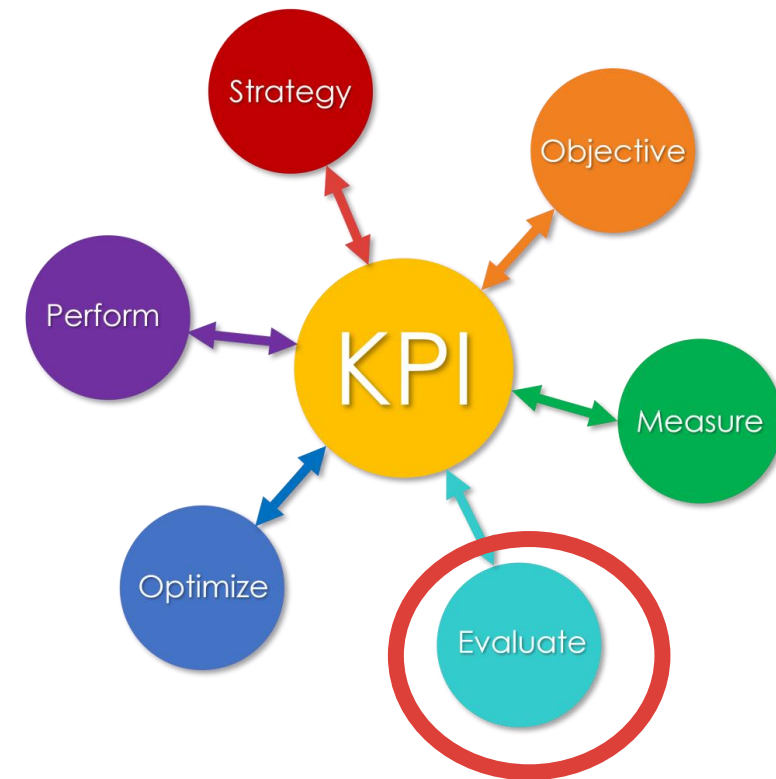 Strategy
Objective
Perform
KPI
Measure
Optimize
Evaluate